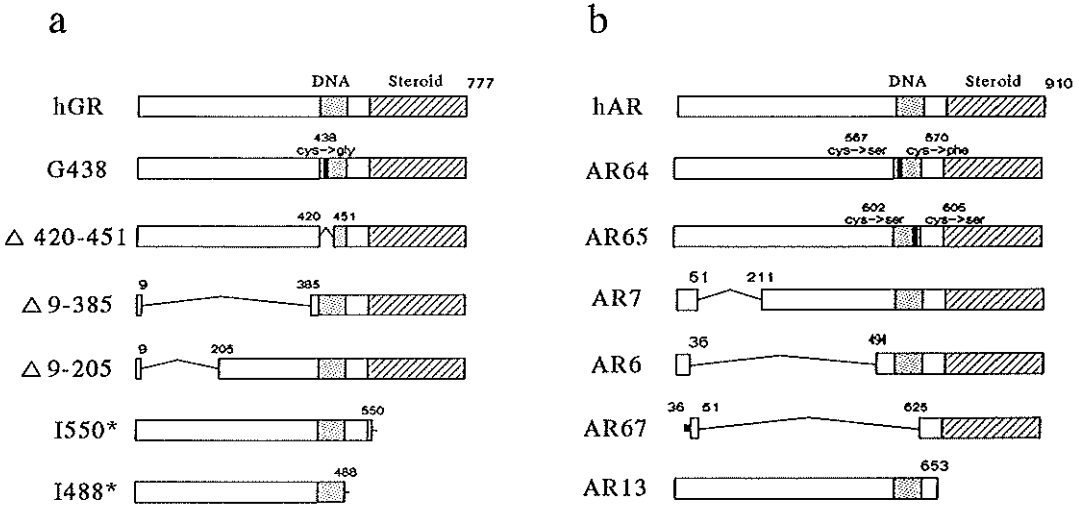 a
DNA Steroid 777
hGR
438
cys->gly
G438
420 451
△ 420-451
9 385
△ 9-385
9 205
△ 9-205
550
I550*
488
I488*
b
DNA Steroid 910
hAR
567 570
cys->ser cys->phe
AR64
602 605
cys->ser cys->ser
AR65
51 211
AR7
36 494
AR6
36 51 625
AR67
653
AR13